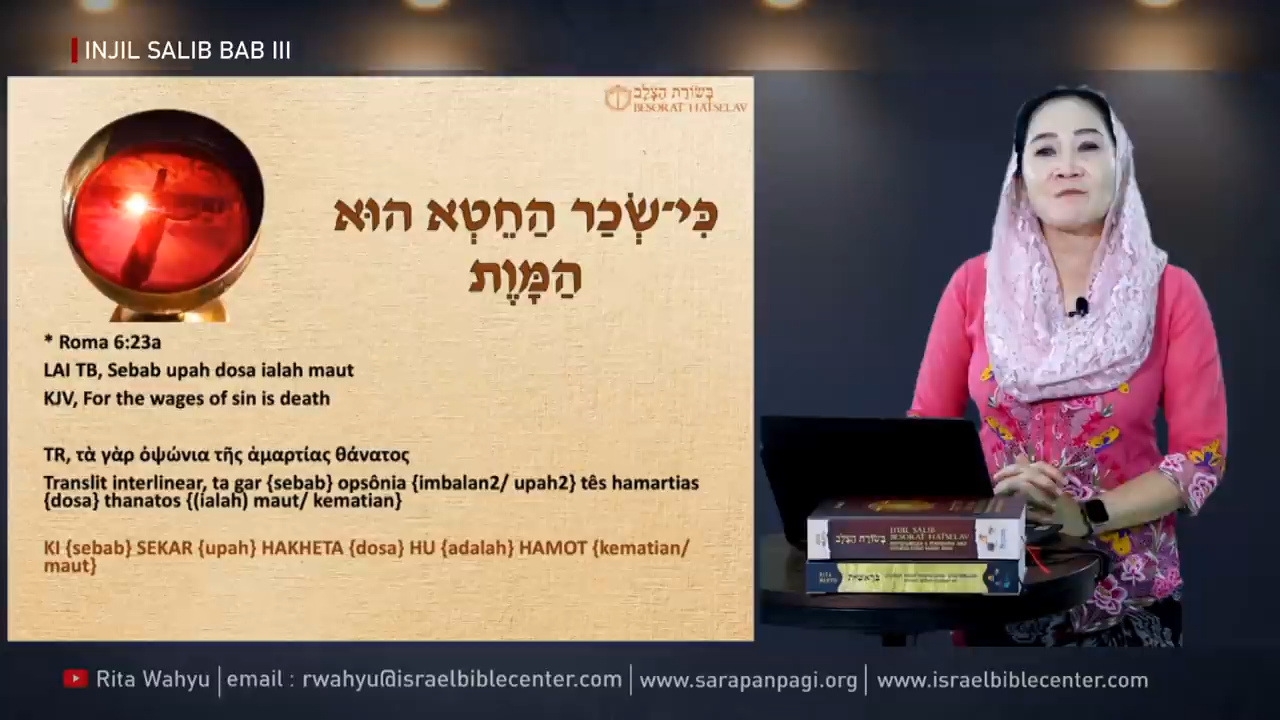 INJIL SALIB BAB III
בְּשׂוֹרַת הַצְּלָב
BESORAT HATSELAV
כִּי־שְׂכַר הַחֵטְא הוּא
הַמָּוֶת
* Roma 6:23a
LAI TB, Sebab upah dosa ialah maut
KJV, For the wages of sin is death
TR, τὰ γὰρ ὀψώνια τῆς ἁμαρτίας θάνατος
Translit interlinear, ta gar {sebab} opsônia {imbalan2/ upah2} tês hamartias
{dosa} thanatos {(ialah) maut/ kematian}
KI {sebab} SEKAR {upah} HAKHETA {dosa} HU {adalah} HAMOT {kematian/
maut}
INJIL SALIB
BESORAT HATSELAV
RITA
WAHYU
בראשית
Rita Wahyu | email : rwahyu@israelbiblecenter.com | www.sarapanpagi.org | www.israelbiblecenter.com